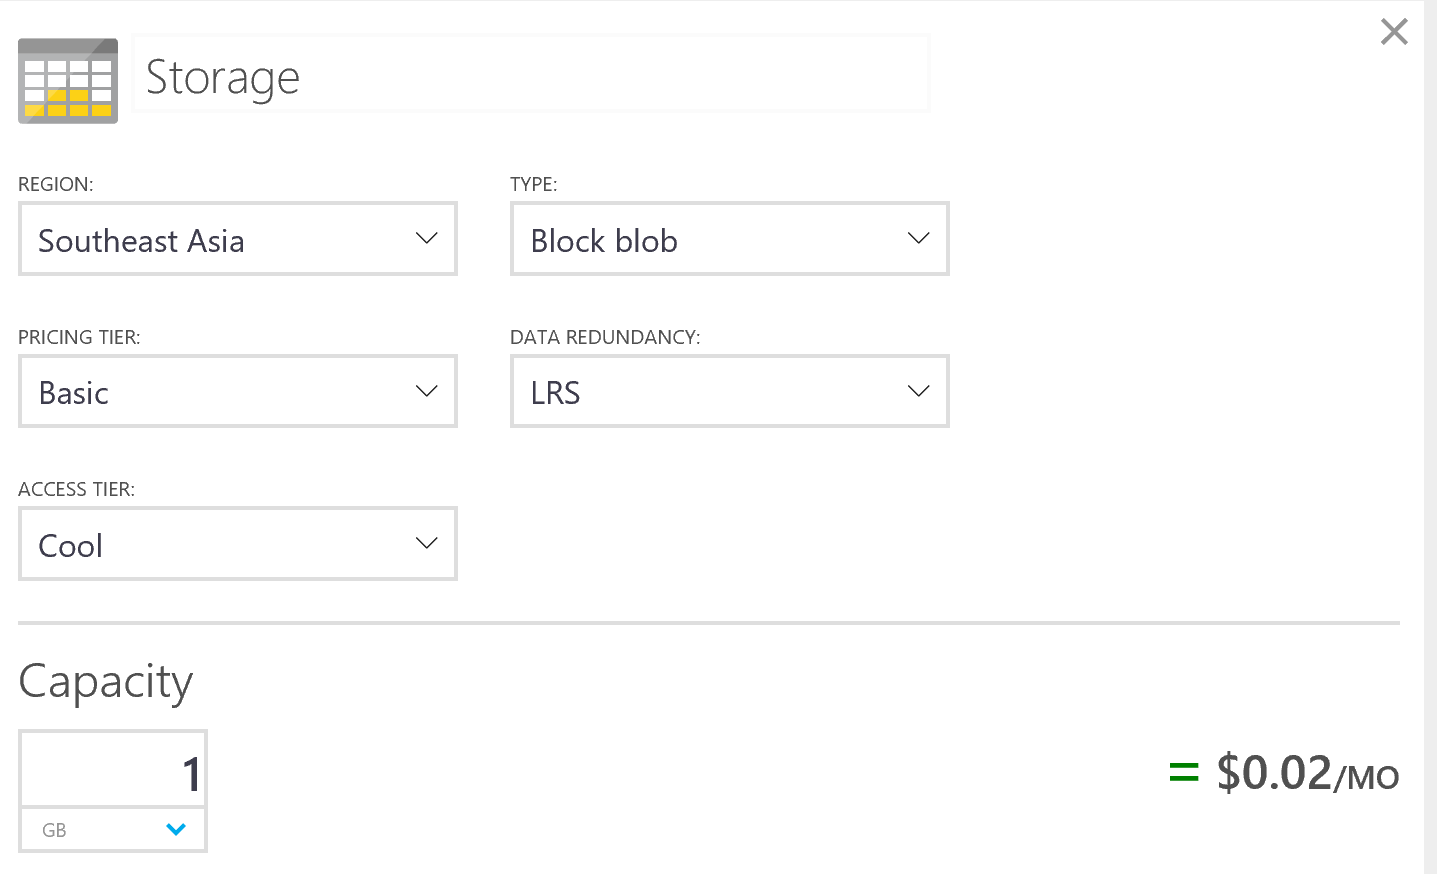 Storage
REGION:
TYPE:
Southeast Asia
Block blob
PRICING TIER:
DATA REDUNDANCY:
Basic
LRS
ACCESS TIER:
Cool
Capacity
1
= $0.02/MO
GB